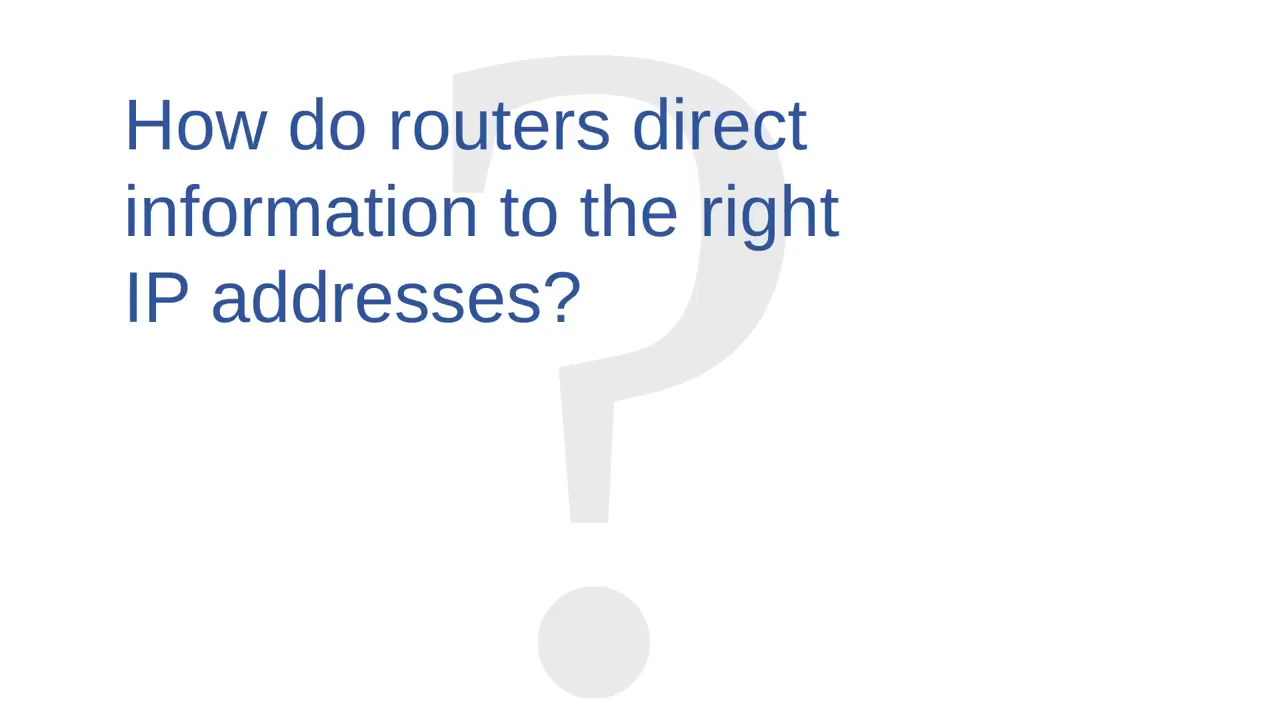 How do routers direct
information to the right
IP addresses?